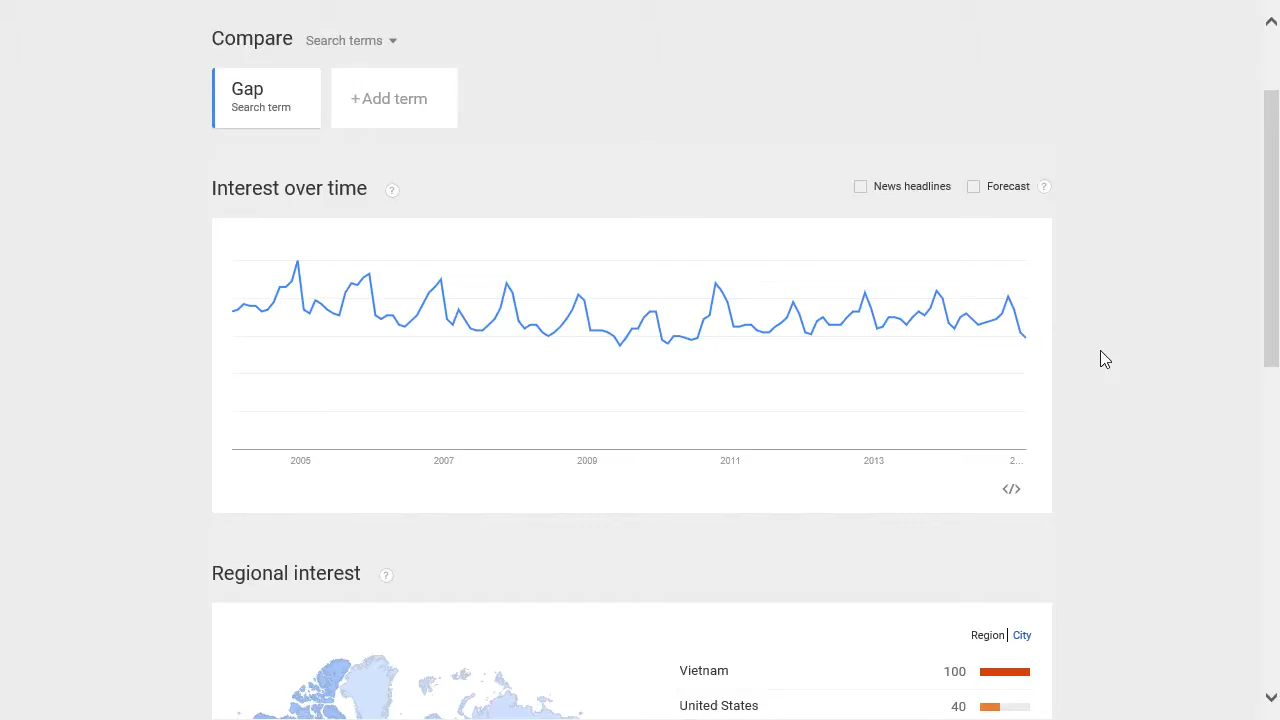 Compare Search terms
Gap
Search term
+Add term
Interest over time ?
News headlines Forecast ?
2005 2007 2009 2011 2013 2...
</>
Regional interest ?
Region | City
Vietnam 100
United States 40